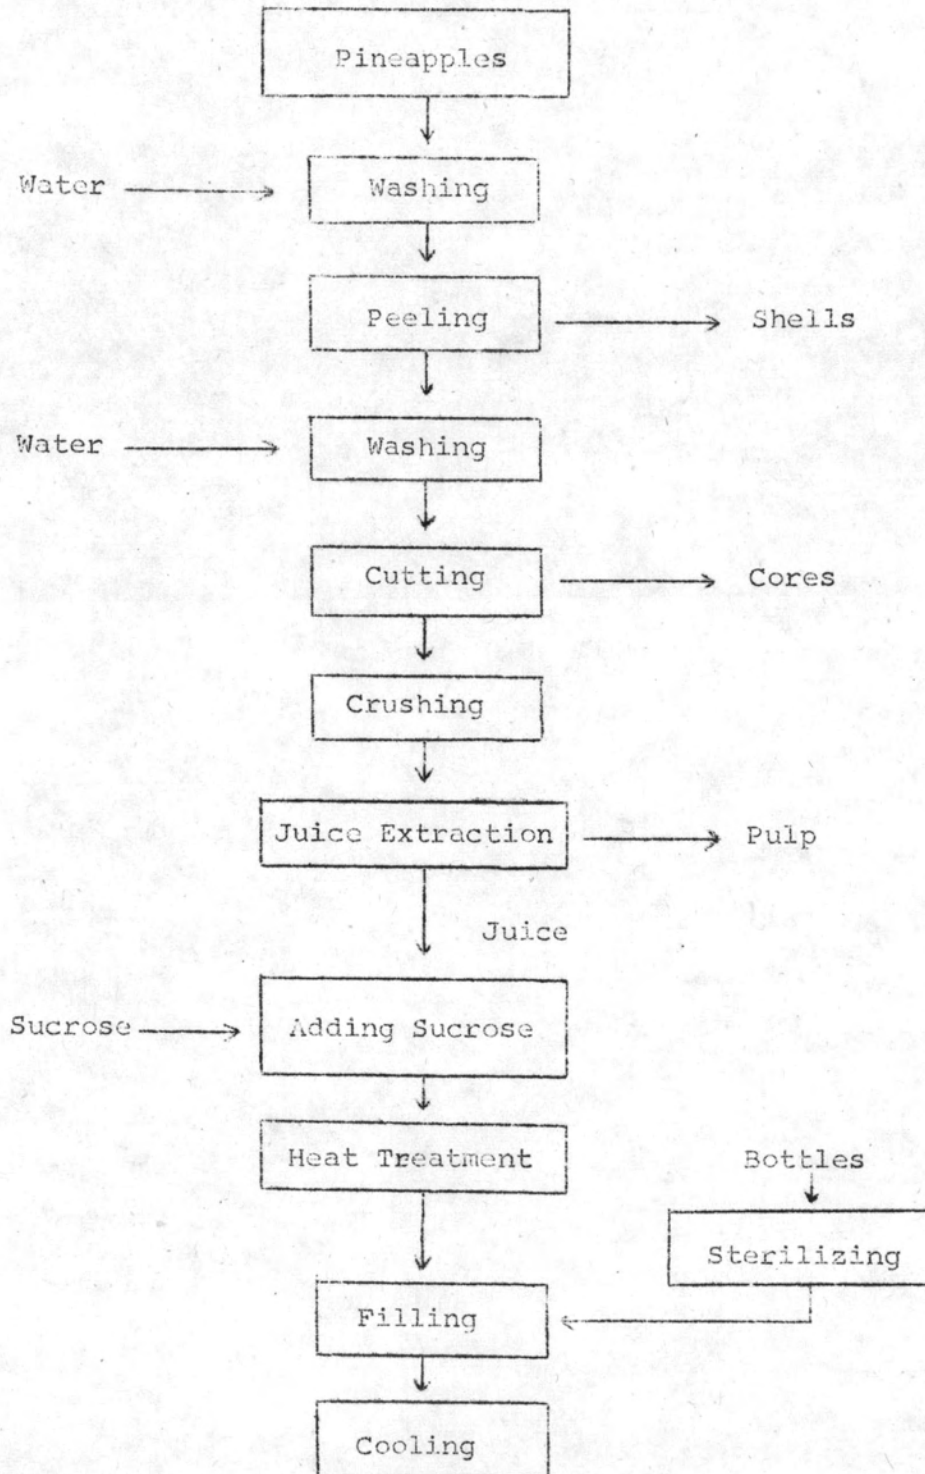 Pineapples
Water
Washing
Peeling
Shells
Water
Washing
Cutting
Cores
Crushing
Juice Extraction
Pulp
Juice
Sucrose
Adding Sucrose
Heat Treatment
Bottles
Sterilizing
Filling
Cooling